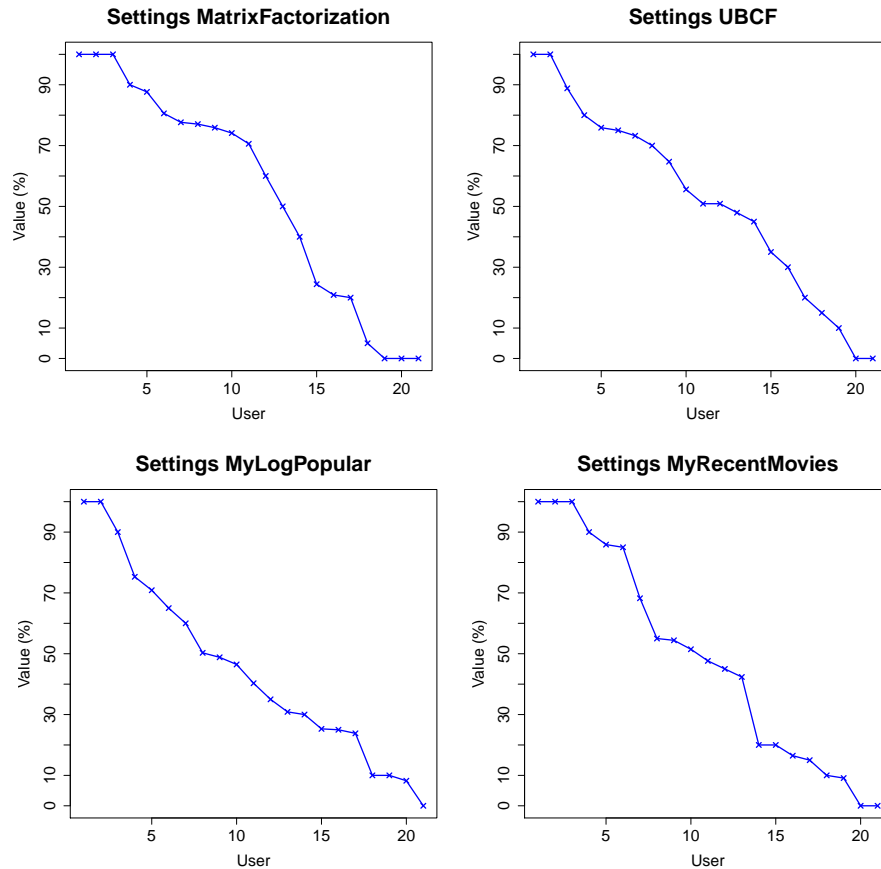 Settings MatrixFactorization
Value (%)
0 10 30 50 70 90
5 10 15 20
User
Settings UBCF
Value (%)
0 10 30 50 70 90
5 10 15 20
User
Settings MyLogPopular
Value (%)
0 10 30 50 70 90
5 10 15 20
User
Settings MyRecentMovies
Value (%)
0 10 30 50 70 90
5 10 15 20
User